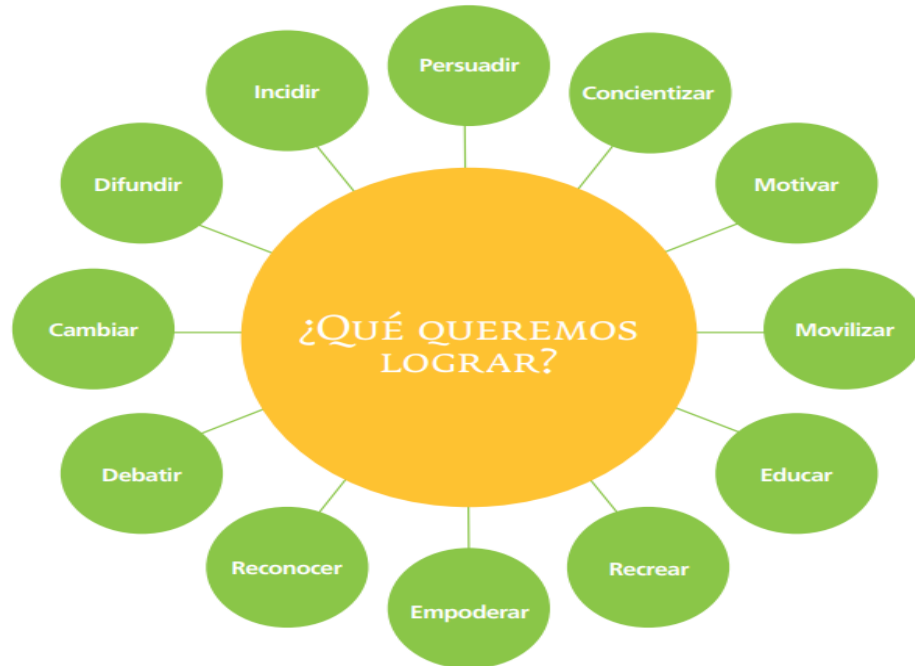 Persuadir
Incidir
Concientizar
Difundir
Motivar
¿Qué queremos
lograr?
Cambiar
Movilizar
Debatir
Educar
Reconocer
Recrear
Empoderar